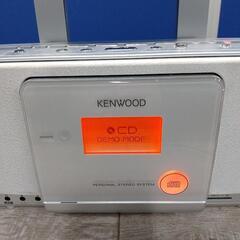 KENWOOD
CD
DEMO MODE
PERSONAL STEREO SYSTEM